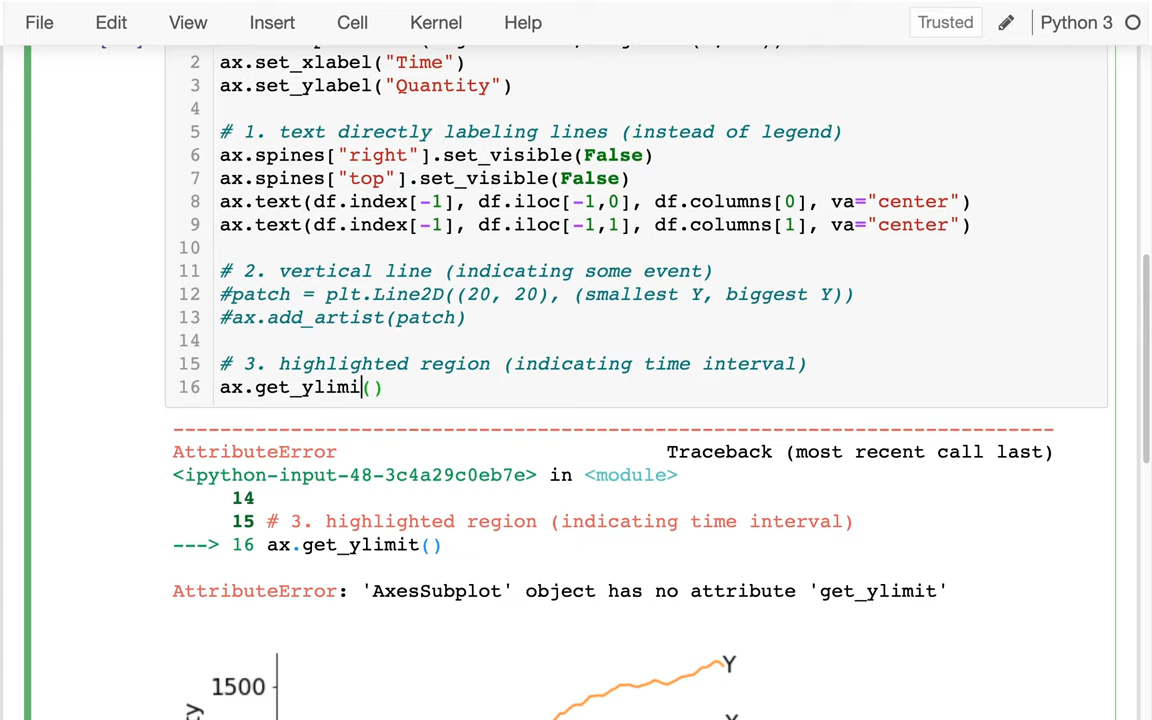 File Edit View Insert Cell Kernel Help Trusted Python 3
2 ax.set_xlabel("Time")
3 ax.set_ylabel("Quantity")
4
5 # 1. text directly labeling lines (instead of legend)
6 ax.spines["right"].set_visible(False)
7 ax.spines["top"].set_visible(False)
8 ax.text(df.index[-1], df.iloc[-1,0], df.columns[0], va="center")
9 ax.text(df.index[-1], df.iloc[-1,1], df.columns[1], va="center")
10
11 # 2. vertical line (indicating some event)
12 #patch = plt.Line2D((20, 20), (smallest Y, biggest Y))
13 #ax.add_artist(patch)
14
15 # 3. highlighted region (indicating time interval)
16 ax.get_ylimi()
---------------------------------------------------------------------------
AttributeError Traceback (most recent call last)
<ipython-input-48-3c4a29c0eb7e> in <module>
14
15 # 3. highlighted region (indicating time interval)
---> 16 ax.get_ylimit()
AttributeError: 'AxesSubplot' object has no attribute 'get_ylimit'
Y
1500